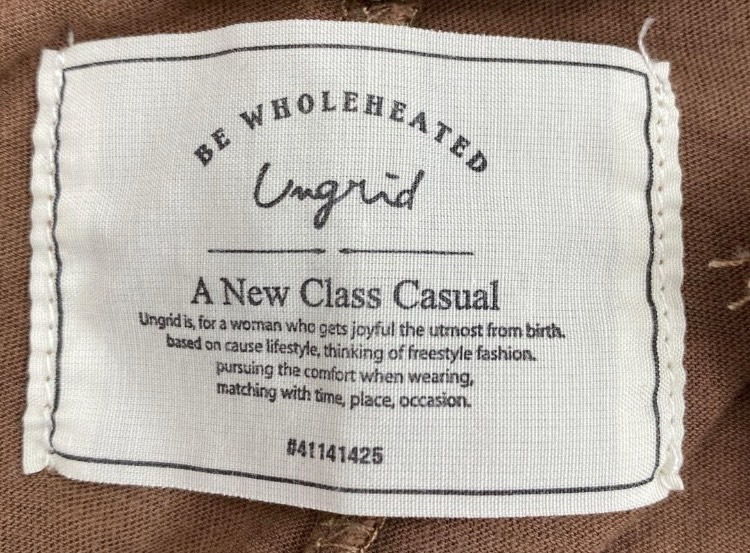 BE WHOLEHEATED
Ungrid
A New Class Casual
Ungrid is, for a woman who gets joyful the utmost from birth.
based on cause lifestyle, thinking of freestyle fashion.
pursuing the comfort when wearing,
matching with time, place, occasion.
#41141425